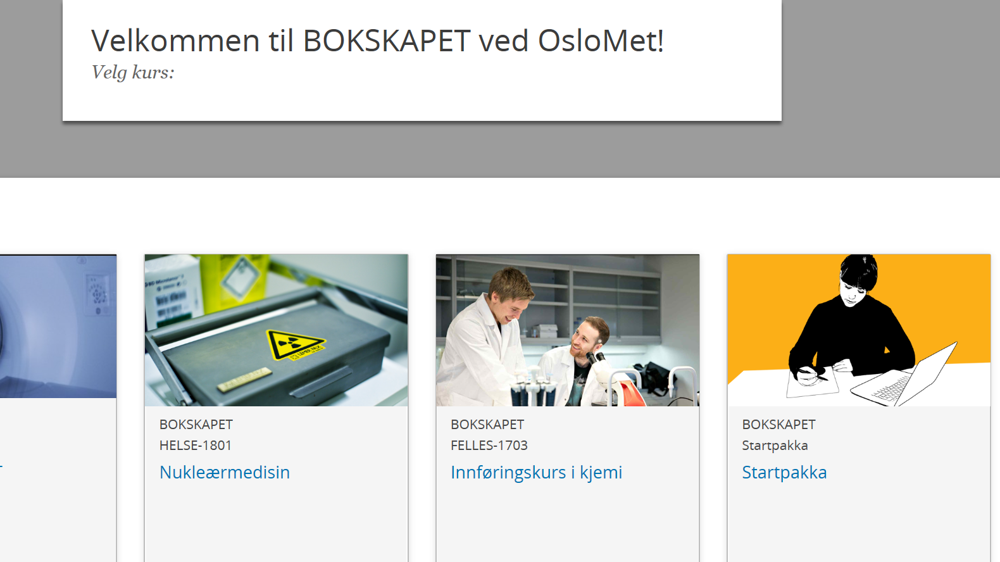 Velkommen til BOKSKAPET ved OsloMet!
Velg kurs:
BOKSKAPET
HELSE-1801
Nukleærmedisin
BOKSKAPET
FELLES-1703
Innføringskurs i kjemi
BOKSKAPET
Startpakka
Startpakka